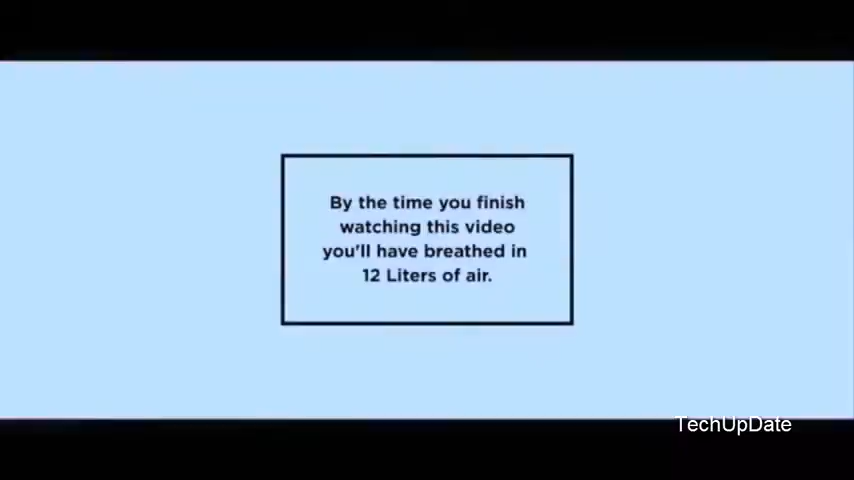 By the time you finish
watching this video
you'll have breathed in
12 Liters of air.
TechUpDate